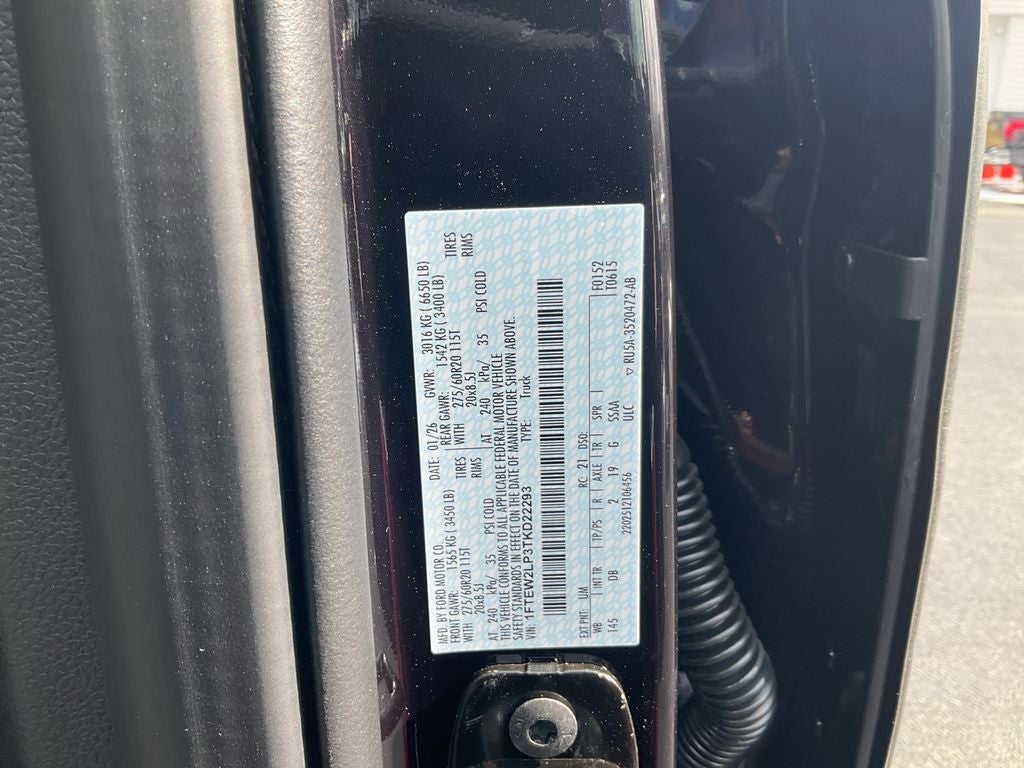 MFD. BY FORD MOTOR CO.
DATE: 01/26 GVWR: 3016 KG ( 6650 LB)
FRONT GAWR: 1565 KG ( 3450 LB) REAR GAWR: 1542 KG ( 3400 LB)
WITH 275/60R20 115T TIRES WITH 275/60R20 115T TIRES
20x8.5J RIMS 20x8.5J RIMS
AT 240 kPa/ 35 PSI COLD AT 240 kPa/ 35 PSI COLD
THIS VEHICLE CONFORMS TO ALL APPLICABLE FEDERAL MOTOR VEHICLE
SAFETY STANDARDS IN EFFECT ON THE DATE OF MANUFACTURE SHOWN ABOVE.
VIN: 1FTEW2LP3TKD22293 TYPE: Truck
F0152
T0615
EXT PNT: UM RC: 21 DSO:
WB INT TR TP/PS R AXLE TR SPR
145 DB 2 19 G SSAA
2202512106456 ULC ▽ RU5A-3520472-AB